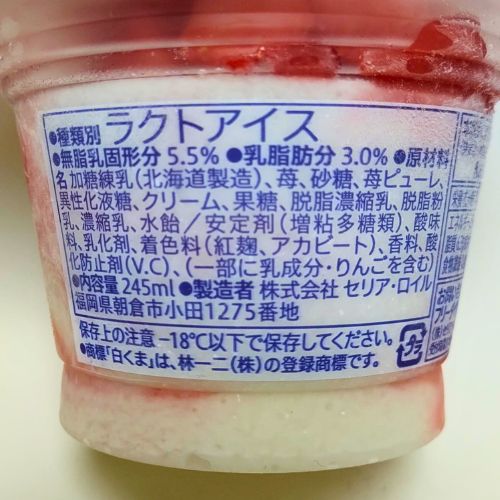 ●種類別 ラクトアイス
●無脂乳固形分 5.5% ●乳脂肪分 3.0% ●原材料
名 加糖練乳(北海道製造)、苺、砂糖、苺ピューレ、
異性化液糖、クリーム、果糖、脱脂濃縮乳、脱脂粉
乳、濃縮乳、水飴/安定剤(増粘多糖類)、酸味
料、乳化剤、着色料(紅麹、アカビート)、香料、酸
化防止剤(V.C)、(一部に乳成分・りんごを含む)
●内容量 245ml ●製造者 株式会社 セリア・ロイル
福岡県朝倉市小田1275番地
保存上の注意 -18℃以下で保存してください。
●商標「白くま」は、林一二(株)の登録商標です。
プラ